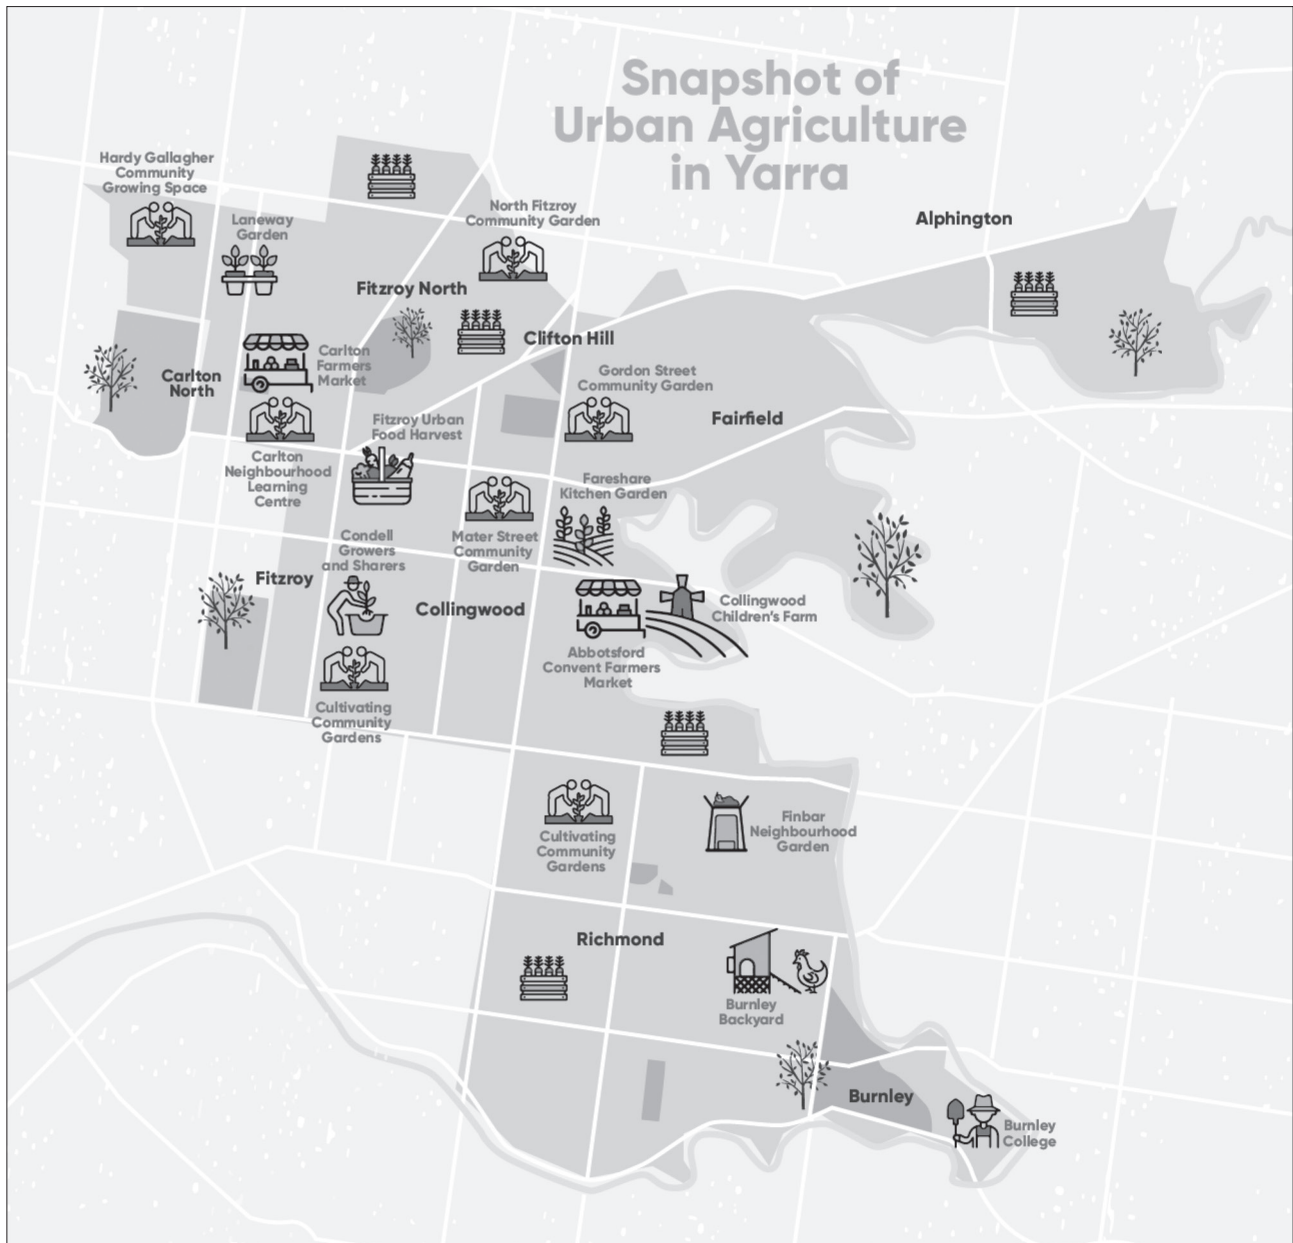 Snapshot of
Urban Agriculture
in Yarra
Hardy Gallagher
Community
Growing Space
Laneway
Garden
North Fitzroy
Community Garden
Alphington
Fitzroy North
Clifton Hill
Carlton
Farmers
Market
Carlton
North
Gordon Street
Community Garden
Fairfield
Fitzroy Urban
Food Harvest
Carlton
Neighbourhood
Learning
Centre
Fareshare
Kitchen Garden
Condell
Growers
and Sharers
Mater Street
Community
Garden
Fitzroy
Collingwood
Collingwood
Children's Farm
Abbotsford
Convent Farmers
Market
Cultivating
Community
Gardens
Cultivating
Community
Gardens
Finbar
Neighbourhood
Garden
Richmond
Burnley
Backyard
Burnley
Burnley
College